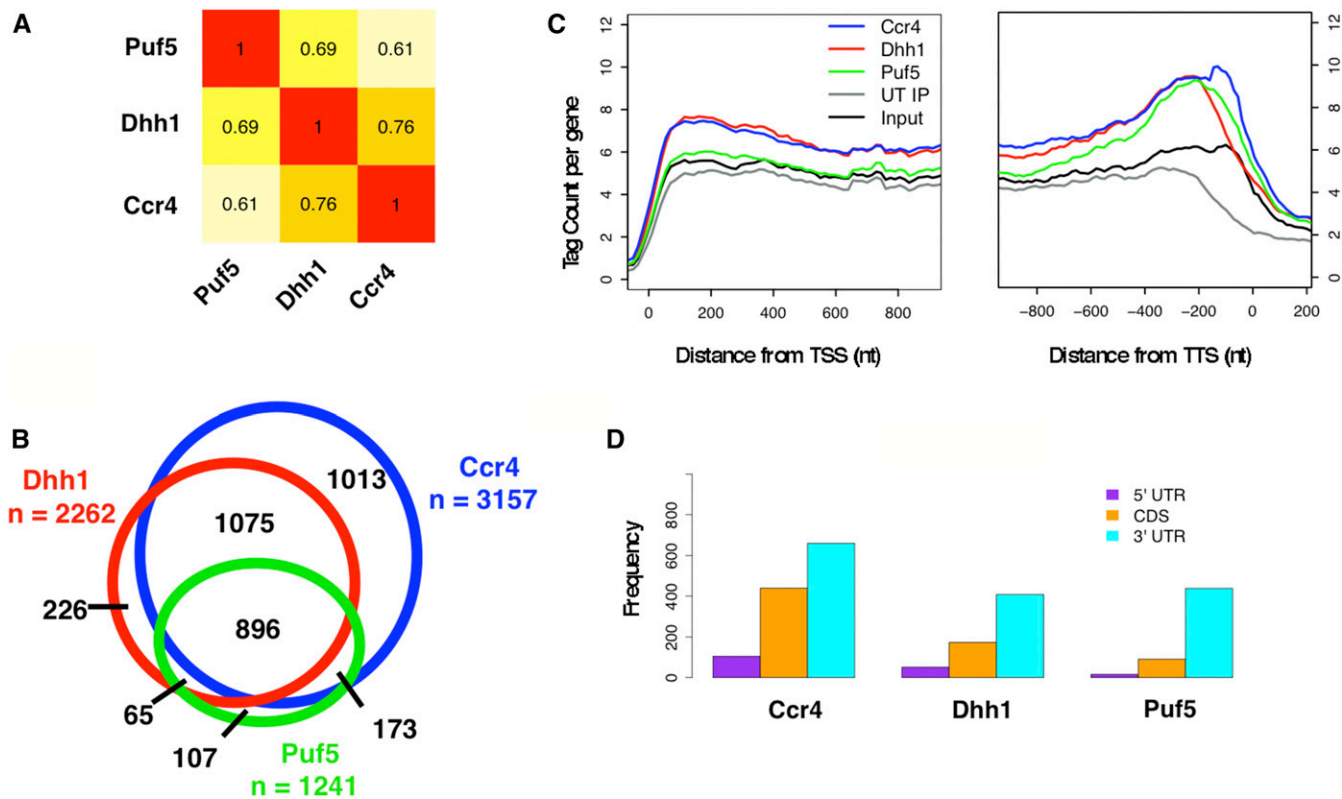 A
Puf5
Dhh1
Ccr4
1 0.69 0.61
0.69 1 0.76
0.61 0.76 1
Puf5 Dhh1 Ccr4
B
Dhh1
n = 2262
Ccr4
n = 3157
1013
1075
226
896
65
107
173
Puf5
n = 1241
C
Tag Count per gene
12
10
8
6
4
2
0
Ccr4
Dhh1
Puf5
UT IP
Input
0 200 400 600 800
Distance from TSS (nt)
12
10
8
6
4
2
0
−800 −600 −400 −200 0 200
Distance from TTS (nt)
D
Frequency
800
600
400
200
0
5' UTR
CDS
3' UTR
Ccr4 Dhh1 Puf5